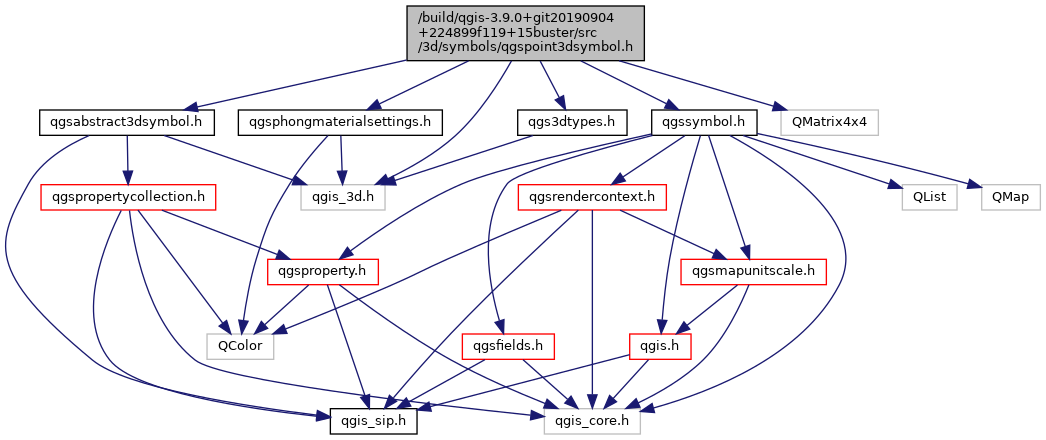 /build/qgis-3.9.0+git20190904
+224899f119+15buster/src
/3d/symbols/qgspoint3dsymbol.h
qgsabstract3dsymbol.h
qgsphongmaterialsettings.h
qgs3dtypes.h
qgssymbol.h
QMatrix4x4
qgspropertycollection.h
qgis_3d.h
qgsrendercontext.h
QList
QMap
qgsproperty.h
qgsmapunitscale.h
QColor
qgsfields.h
qgis.h
qgis_sip.h
qgis_core.h